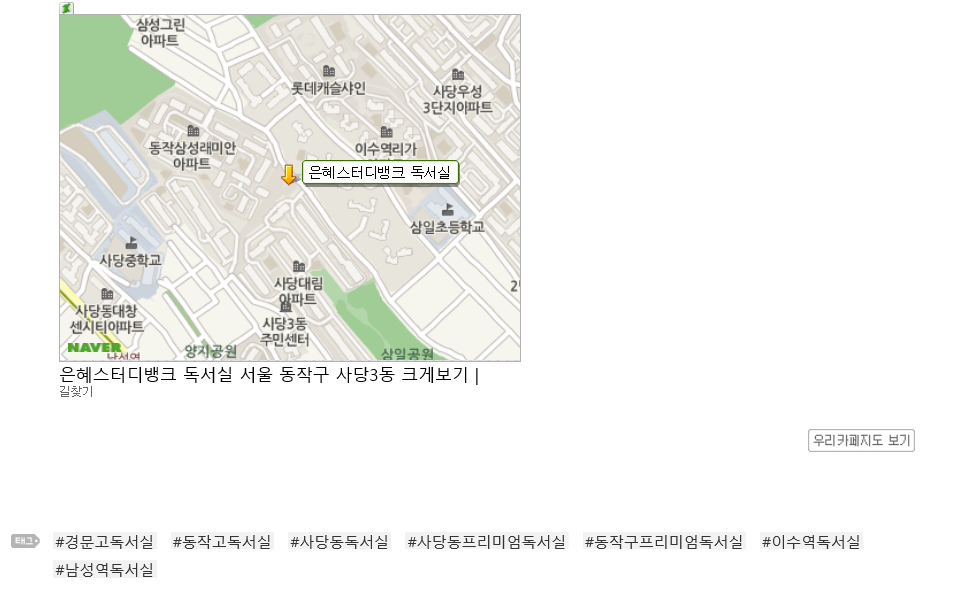 삼성그린
아파트
롯데캐슬샤인
사당우성
3단지아파트
동작삼성래미안
아파트
이수역리가
은혜스터디뱅크 독서실
삼일초등학교
사당중학교
사당대림
아파트
사당동대창
센시티아파트
사당3동
주민센터
NAVER
남성역
양지공원
삼일공원
은혜스터디뱅크 독서실 서울 동작구 사당3동 크게보기 |
길찾기
우리카페지도 보기
태그
#경문고독서실 #동작고독서실 #사당동독서실 #사당동프리미엄독서실 #동작구프리미엄독서실 #이수역독서실
#남성역독서실